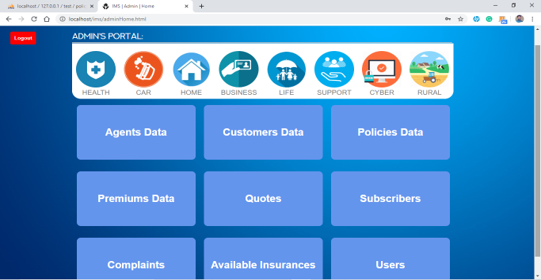 localhost / 127.0.0.1 / test / poli
IMS | Admin | Home
localhost/ims/adminHome.html
Logout
ADMIN'S PORTAL:
HEALTH CAR HOME BUSINESS LIFE SUPPORT CYBER RURAL
Agents Data Customers Data Policies Data
Premiums Data Quotes Subscribers
Complaints Available Insurances Users